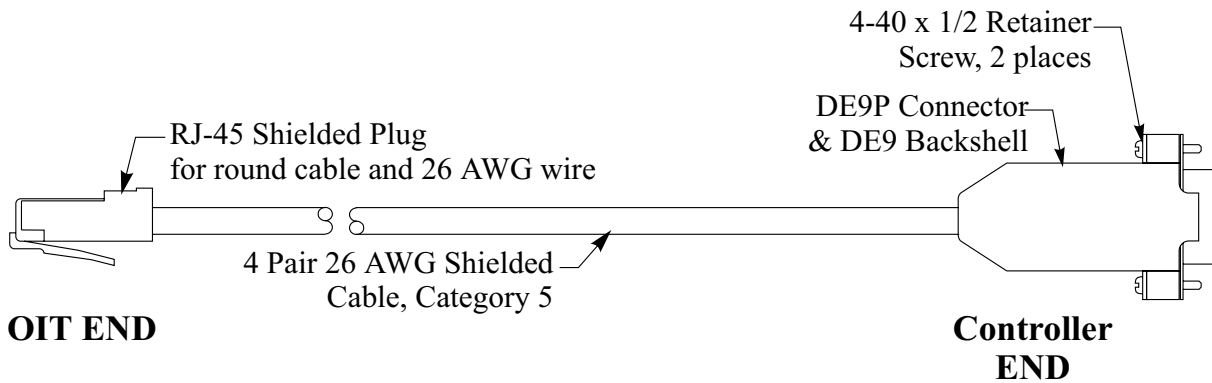 4-40 x 1/2 Retainer
Screw, 2 places
DE9P Connector
& DE9 Backshell
RJ-45 Shielded Plug
for round cable and 26 AWG wire
4 Pair 26 AWG Shielded
Cable, Category 5
OIT END
Controller
END